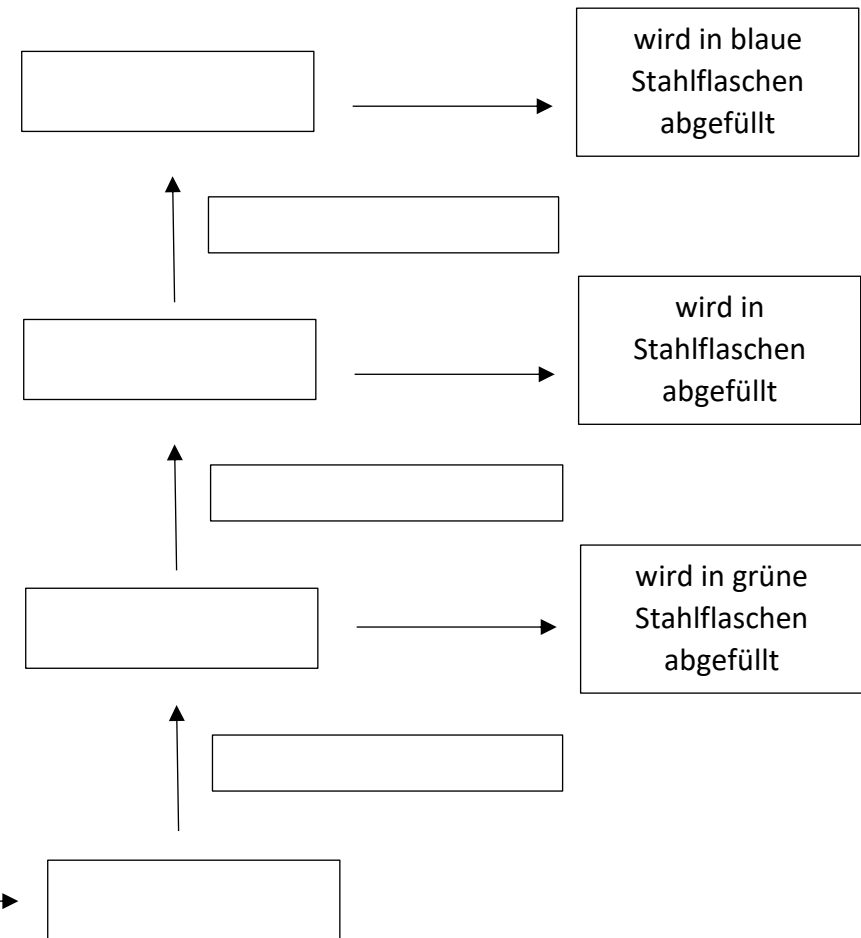 wird in blaue
Stahlflaschen
abgefüllt
wird in
Stahlflaschen
abgefüllt
wird in grüne
Stahlflaschen
abgefüllt